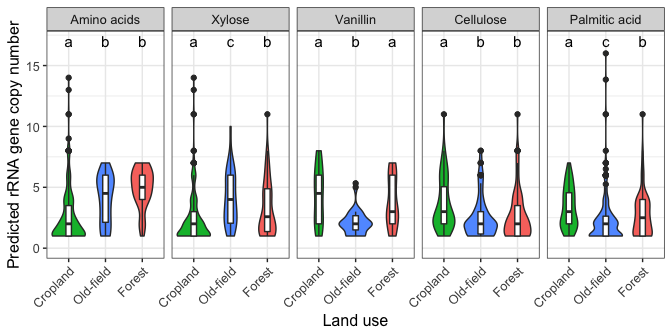 Amino acids Xylose Vanillin Cellulose Palmitic acid
a b b a c b a b a a b b a c b
Predicted rRNA gene copy number
15
10
5
0
Cropland Old-field Forest Cropland Old-field Forest Cropland Old-field Forest Cropland Old-field Forest Cropland Old-field Forest
Land use